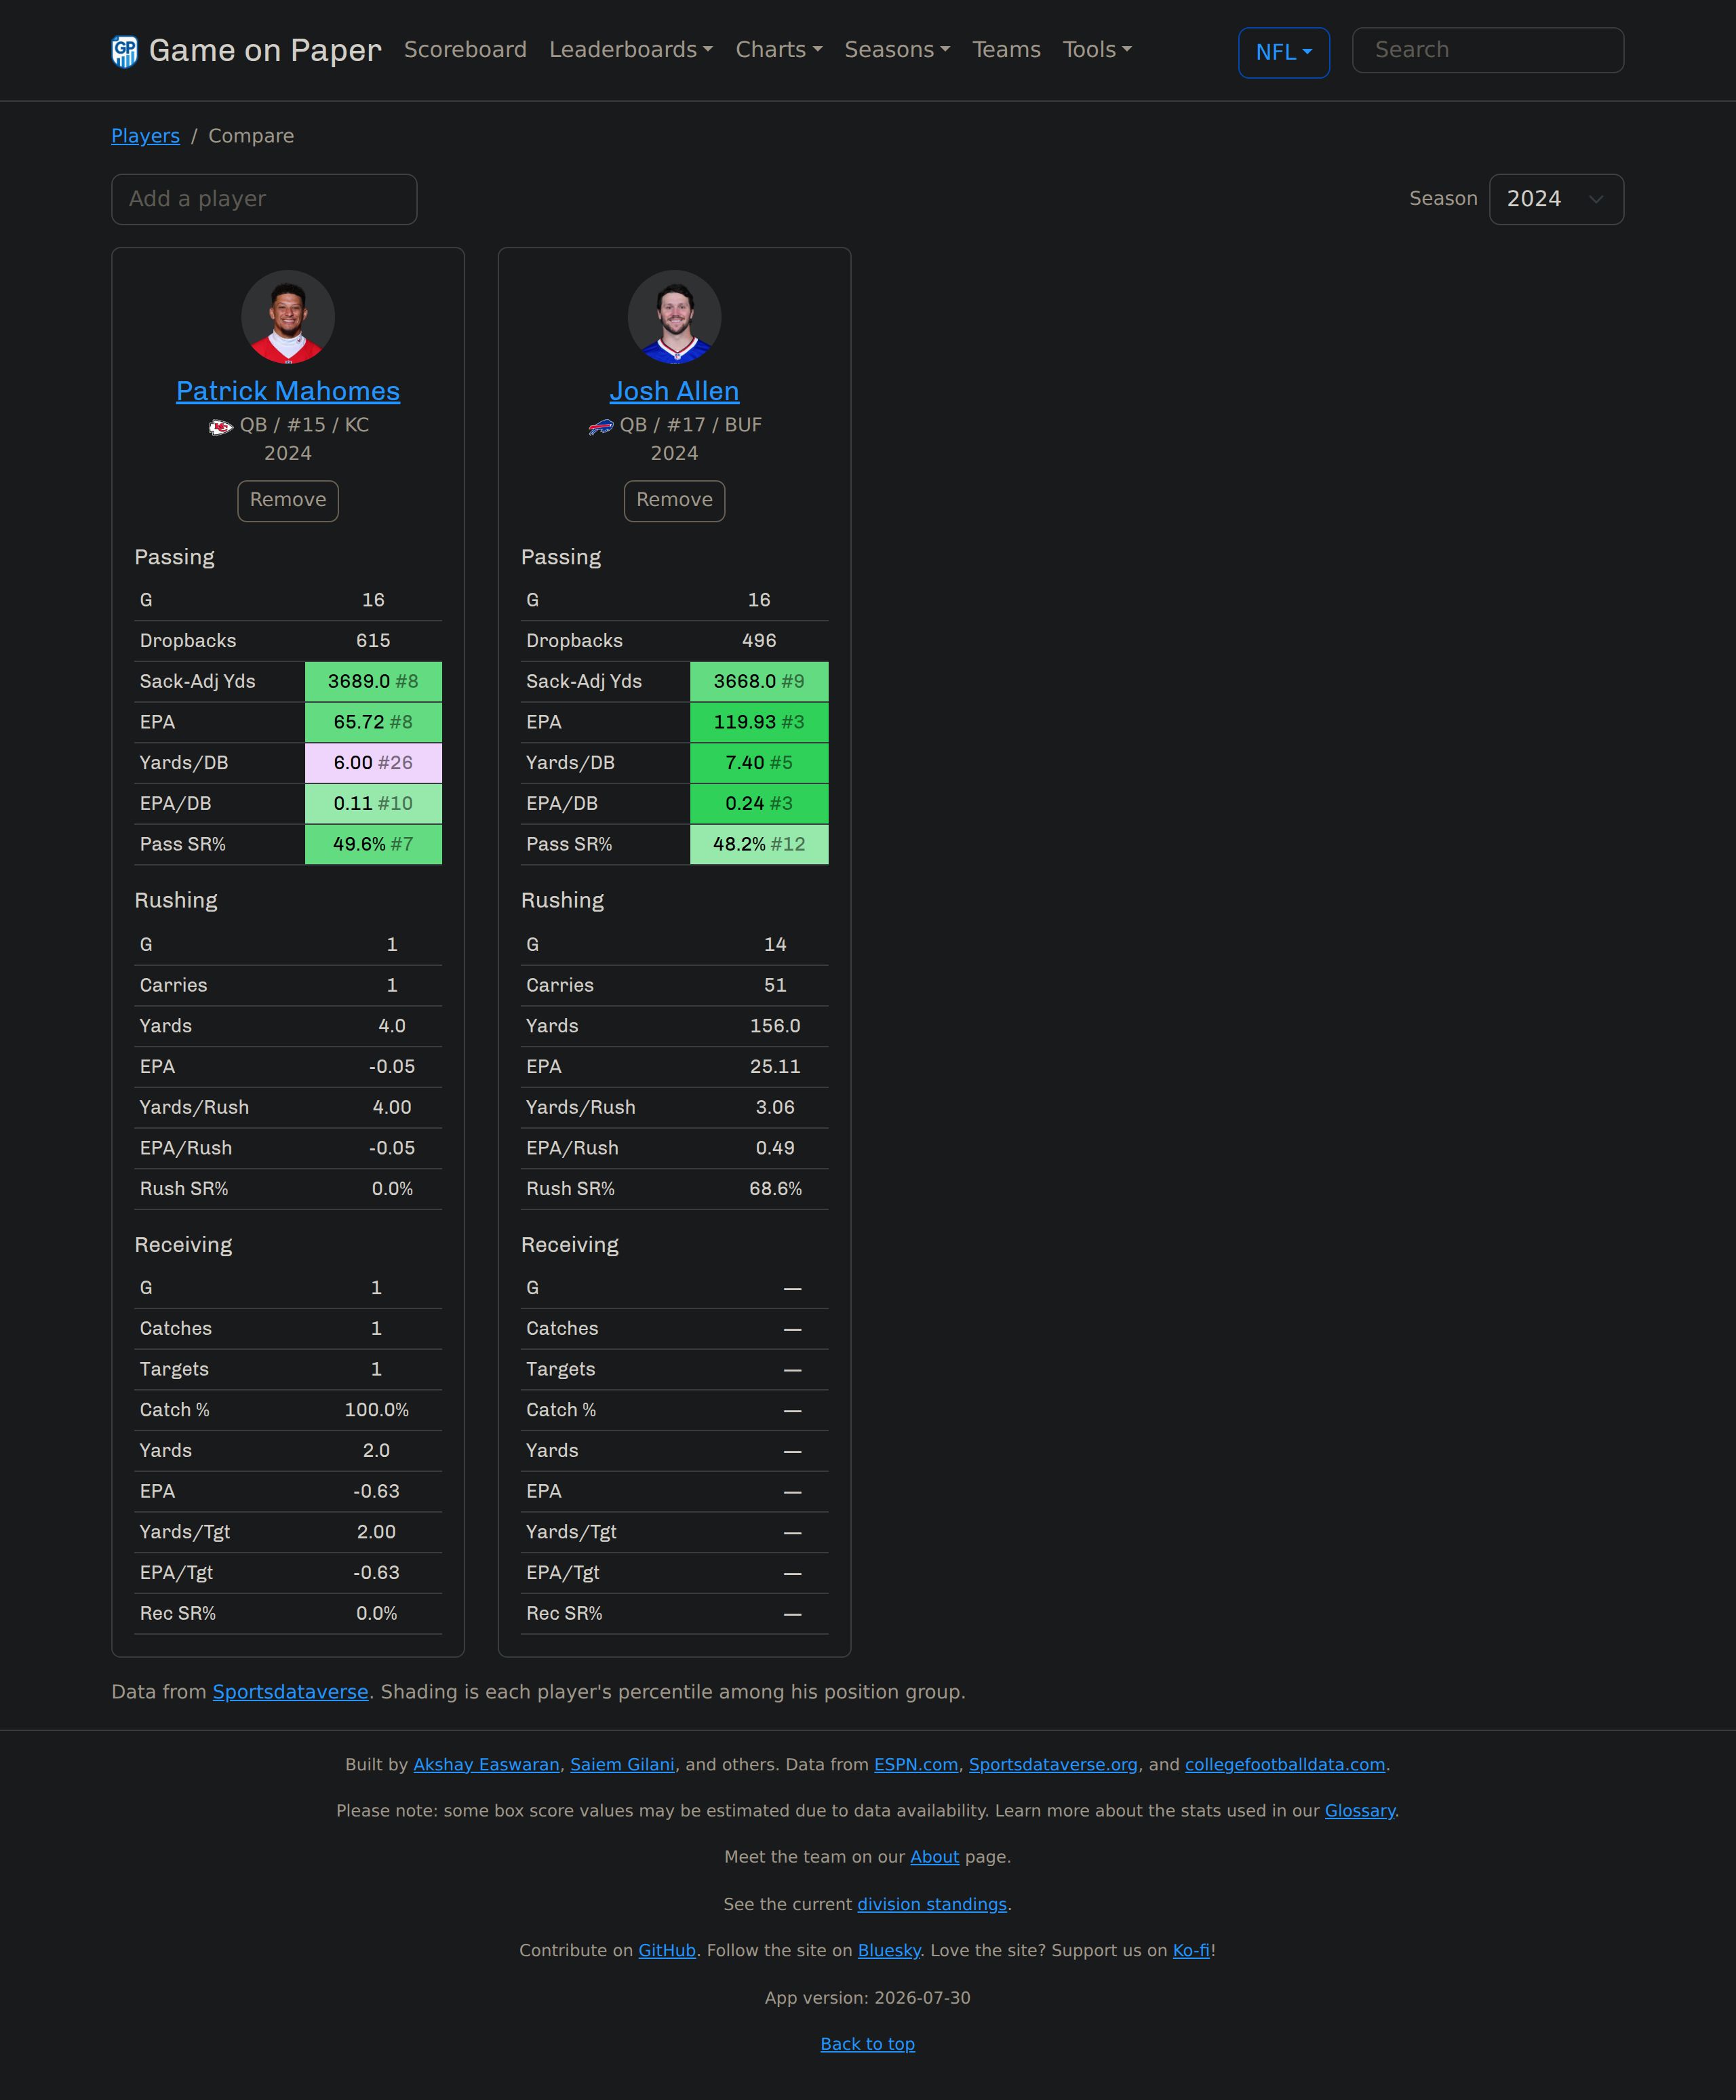 GP Game on Paper Scoreboard Leaderboards Charts Seasons Teams Tools NFL Search
Players / Compare
Add a player Season 2024
Patrick Mahomes
QB / #15 / KC
2024
Remove
Passing
G 16
Dropbacks 615
Sack-Adj Yds 3689.0 #8
EPA 65.72 #8
Yards/DB 6.00 #26
EPA/DB 0.11 #10
Pass SR% 49.6% #7
Rushing
G 1
Carries 1
Yards 4.0
EPA -0.05
Yards/Rush 4.00
EPA/Rush -0.05
Rush SR% 0.0%
Receiving
G 1
Catches 1
Targets 1
Catch % 100.0%
Yards 2.0
EPA -0.63
Yards/Tgt 2.00
EPA/Tgt -0.63
Rec SR% 0.0%
Josh Allen
QB / #17 / BUF
2024
Remove
Passing
G 16
Dropbacks 496
Sack-Adj Yds 3668.0 #9
EPA 119.93 #3
Yards/DB 7.40 #5
EPA/DB 0.24 #3
Pass SR% 48.2% #12
Rushing
G 14
Carries 51
Yards 156.0
EPA 25.11
Yards/Rush 3.06
EPA/Rush 0.49
Rush SR% 68.6%
Receiving
G —
Catches —
Targets —
Catch % —
Yards —
EPA —
Yards/Tgt —
EPA/Tgt —
Rec SR% —
Data from Sportsdataverse. Shading is each player's percentile among his position group.
Built by Akshay Easwaran, Saiem Gilani, and others. Data from ESPN.com, Sportsdataverse.org, and collegefootballdata.com.
Please note: some box score values may be estimated due to data availability. Learn more about the stats used in our Glossary.
Meet the team on our About page.
See the current division standings.
Contribute on GitHub. Follow the site on Bluesky. Love the site? Support us on Ko-fi!
App version: 2026-07-30
Back to top